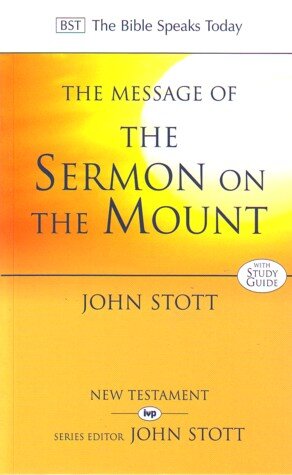 BST The Bible Speaks Today
THE MESSAGE OF
THE
SERMON ON
THE MOUNT
WITH
STUDY
GUIDE
JOHN STOTT
NEW TESTAMENT
ivp
SERIES EDITOR JOHN STOTT